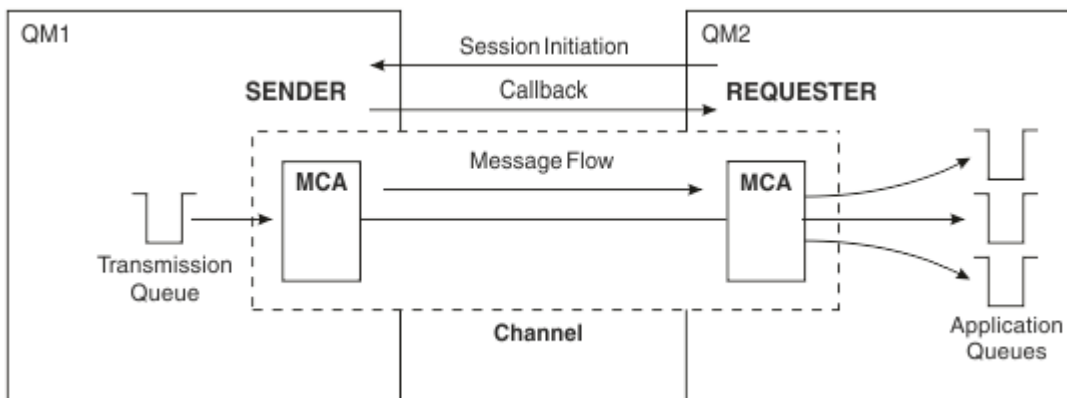 QM1
QM2
Session Initiation
SENDER
Callback
REQUESTER
Message Flow
MCA
MCA
Transmission
Queue
Channel
Application
Queues